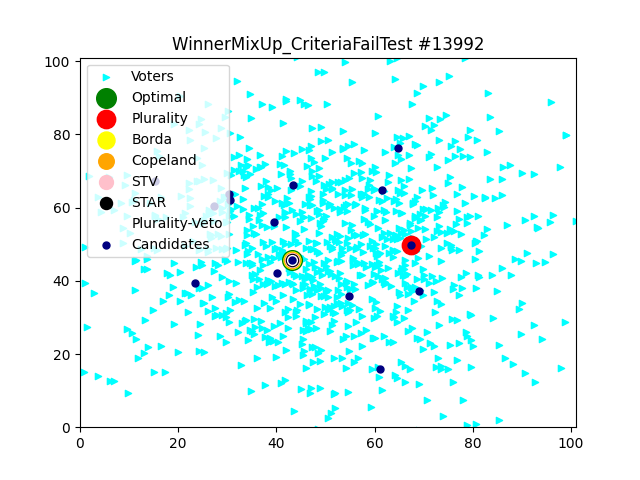 WinnerMixUp_CriteriaFailTest #13992
Voters
Optimal
Plurality
Borda
Copeland
STV
STAR
Plurality-Veto
Candidates
100
80
60
40
20
0
0 20 40 60 80 100